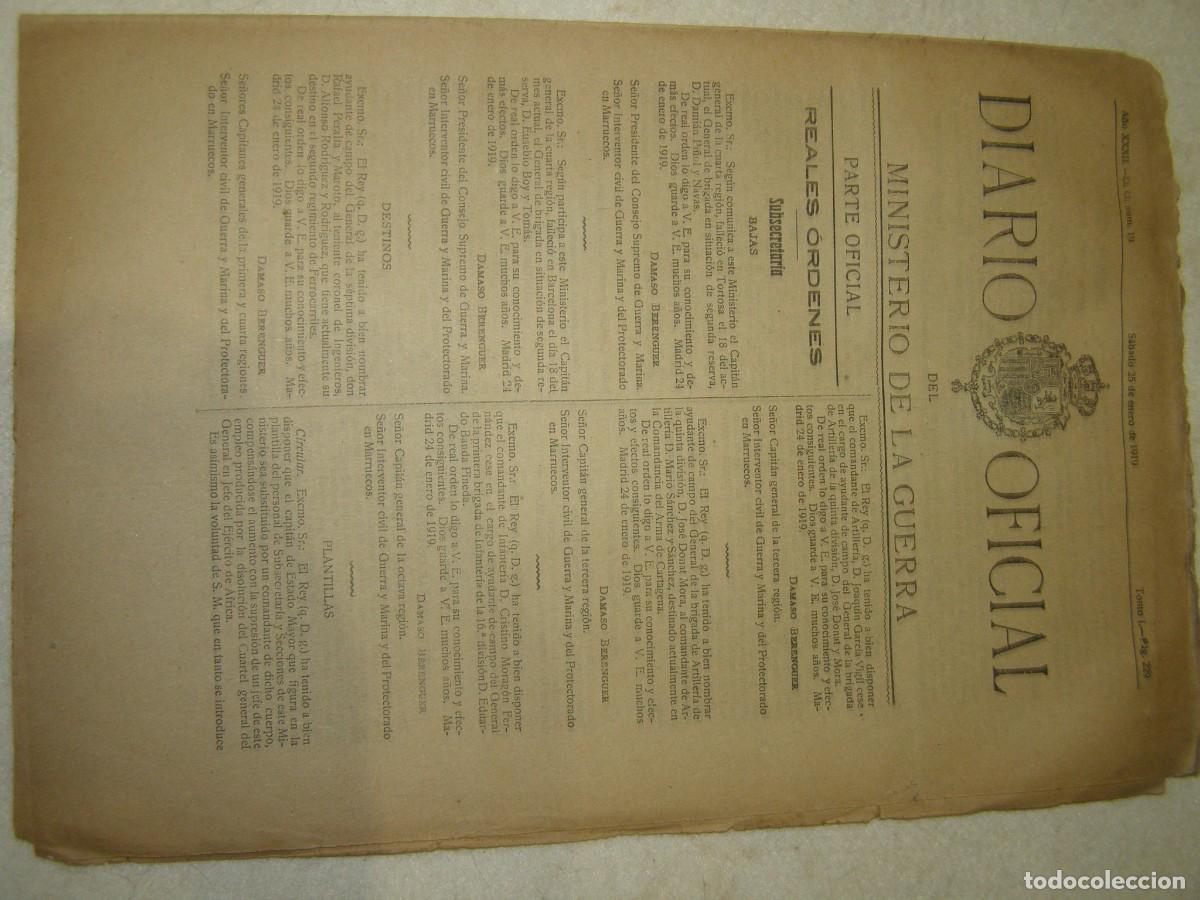 Año XXXII.—D. O. núm. 19
Sábado 25 de enero de 1919
Tomo I.—Pág. 229
DIARIO OFICIAL
DEL
MINISTERIO DE LA GUERRA
PARTE OFICIAL
REALES ÓRDENES
Subsecretaría
BAJAS
Excmo. Sr.: Según comunica a este Ministerio el Capitán
general de la cuarta región, falleció en Tortosa el 18 del ac-
tual, el General de brigada en situación de segunda reserva,
D. Damián Piñol y Navas.
De real orden lo digo a V. E. para su conocimiento y de-
más efectos. Dios guarde a V. E. muchos años. Madrid 24
de enero de 1919.
DAMASO BERENGUER
Señor Presidente del Consejo Supremo de Guerra y Marina.
Señor Interventor civil de Guerra y Marina y del Protectorado
en Marruecos.
Excmo. Sr.: Según participa a este Ministerio el Capitán
general de la cuarta región, falleció en Barcelona el día 18 del
mes actual, el General de brigada en situación de segunda re-
serva, D. Eusebio Boy y Tomás.
De real orden lo digo a V. E. para su conocimiento y de-
más efectos. Dios guarde a V. E. muchos años. Madrid 24
de enero de 1919.
DAMASO BERENGUER
Señor Presidente del Consejo Supremo de Guerra y Marina.
Señor Interventor civil de Guerra y Marina y del Protectorado
en Marruecos.
DESTINOS
Excmo. Sr.: El Rey (q. D. g.) ha tenido a bien nombrar
ayudante de campo del General de la séptima división, don
Rafael Peralta y Maroto, al teniente coronel de Ingenieros,
D. Alfonso Rodríguez y Rodríguez, que tiene actualmente su
destino en el segundo regimiento de Ferrocarriles.
De real orden lo digo a V. E. para su conocimiento y efec-
tos consiguientes. Dios guarde a V. E. muchos años. Ma-
drid 24 de enero de 1919.
DAMASO BERENGUER
Señores Capitanes generales de la primera y cuarta regiones
Señor Interventor civil de Guerra y Marina y del Protectora-
do en Marruecos.
Excmo. Sr.: El Rey (q. D. g.) ha tenido a bien disponer
que el comandante de Artillería, D. Joaquín García Vigil cese
en el cargo de ayudante de campo del General de la brigada
de Artillería de la quinta división, D. José Donat y Mora.
De real orden lo digo a V. E. para su conocimiento y efec-
tos consiguientes. Dios guarde a V. E. muchos años. Ma-
drid 24 de enero de 1919.
DAMASO BERENGUER
Señor Capitán general de la tercera región.
Señor Interventor civil de Guerra y Marina y del Protectorado
en Marruecos.
Excmo. Sr.: El Rey (q. D. g.) ha tenido a bien nombrar
ayudante de campo del General de la brigada de Artillería de
la quinta división, D. José Donat Mora, al comandante de Ar-
tillería D. Mario Sánchez y Sánchez, destinado actualmente en
la Comandancia del Arma de Cartagena.
De real orden lo digo a V. E. para su conocimiento y efec-
tos y efectos consiguientes. Dios guarde a V. E. muchos
años. Madrid 24 de enero de 1919.
DAMASO BERENGUER
Señor Capitán general de la tercera región.
Señor Interventor civil de Guerra y Marina y del Protectorado
en Marruecos.
Excmo. Sr.: El Rey (q. D. g.) ha tenido a bien disponer
que el comandante de Infantería D. Cristino Moragón Fer-
nández cese en el cargo de ayudante de campo del General
de la primera brigada de Infantería de la 16.ª división D. Editar-
do Banda Pineda.
De real orden lo digo a V. E. para su conocimiento y efec-
tos consiguientes. Dios guarde a V. E. muchos años. Ma-
drid 24 de enero de 1919.
DAMASO BERENGUER
Señor Capitán general de la octava región.
Señor Interventor civil de Guerra y Marina y del Protectorado
en Marruecos.
PLANTILLAS
Circular. Excmo. Sr.: El Rey (q. D. g.) ha tenido a bien
disponer que el capitán de Estado Mayor que figura en la
plantilla del personal de Subsecretaría y Secciones de este Mi-
nisterio sea substituido por un comandante de dicho cuerpo,
compensándose el aumento con la supresión de un jefe de este
empleo producida por la disolución del Cuartel general del
General en Jefe del Ejército de Africa.
Es asimismo la voluntad de S. M. que en tanto se introduce
todocoleccion